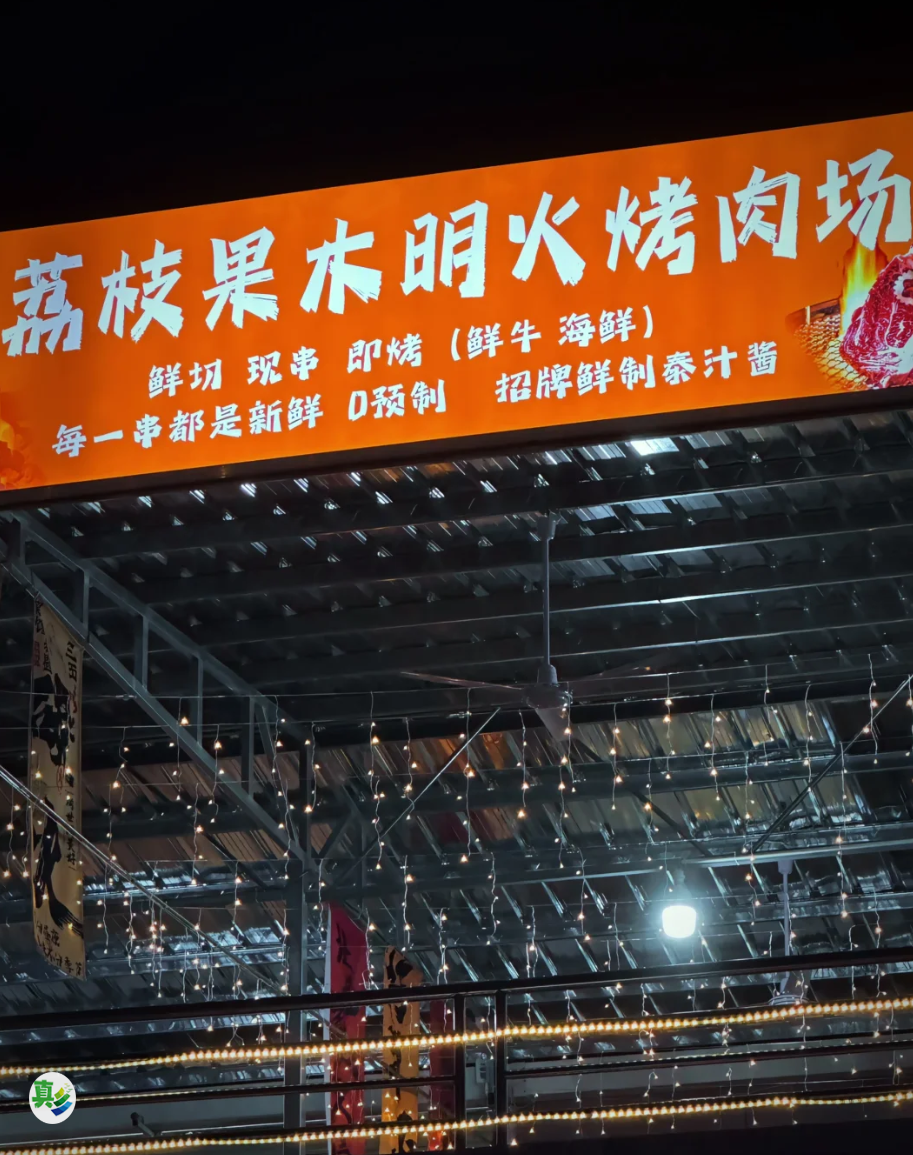 荔枝果木明火烤肉场
鲜切 现串 即烤（鲜牛 海鲜）
每一串都是新鲜 0预制 招牌鲜制泰汁酱
真